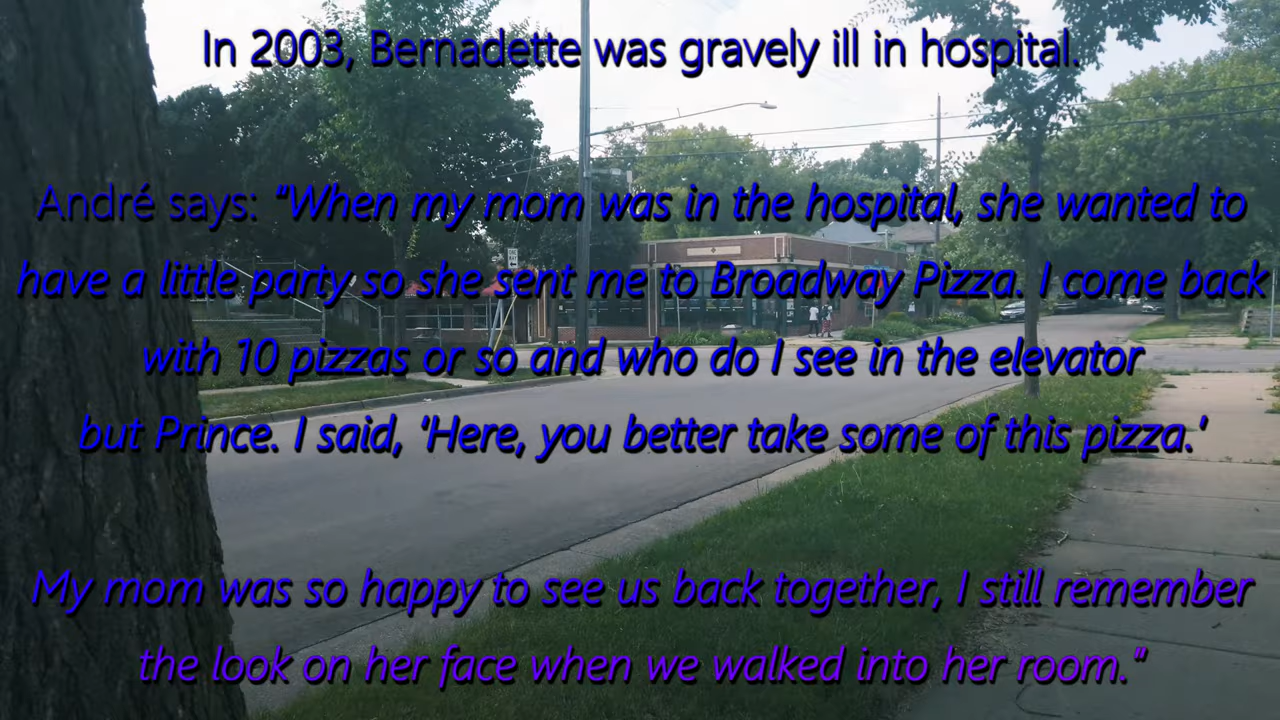 In 2003, Bernadette was gravely ill in hospital.
André says: “When my mom was in the hospital, she wanted to
have a little party so she sent me to Broadway Pizza. I come back
with 10 pizzas or so and who do I see in the elevator
but Prince. I said, ‘Here, you better take some of this pizza.’
My mom was so happy to see us back together, I still remember
the look on her face when we walked into her room.”